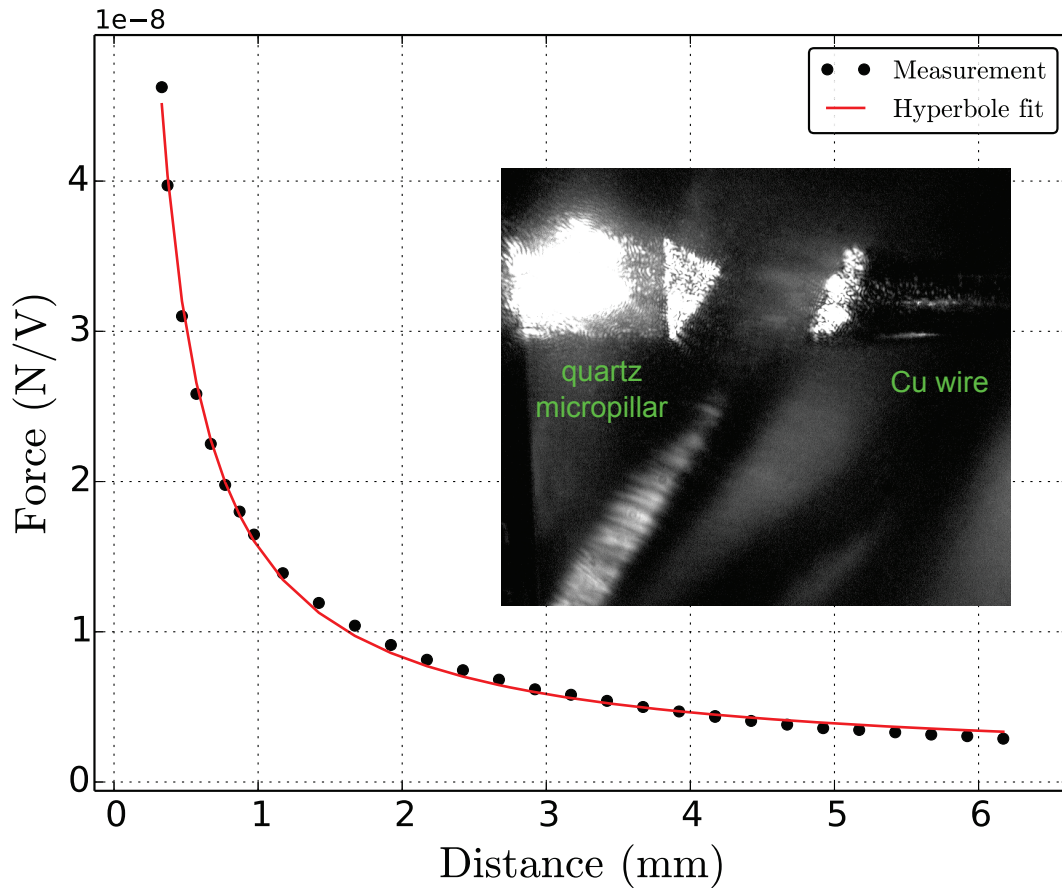 1e−8
Measurement
Hyperbole fit
4
3
2
1
0
Force (N/V)
quartz
micropillar
Cu wire
0 1 2 3 4 5 6
Distance (mm)